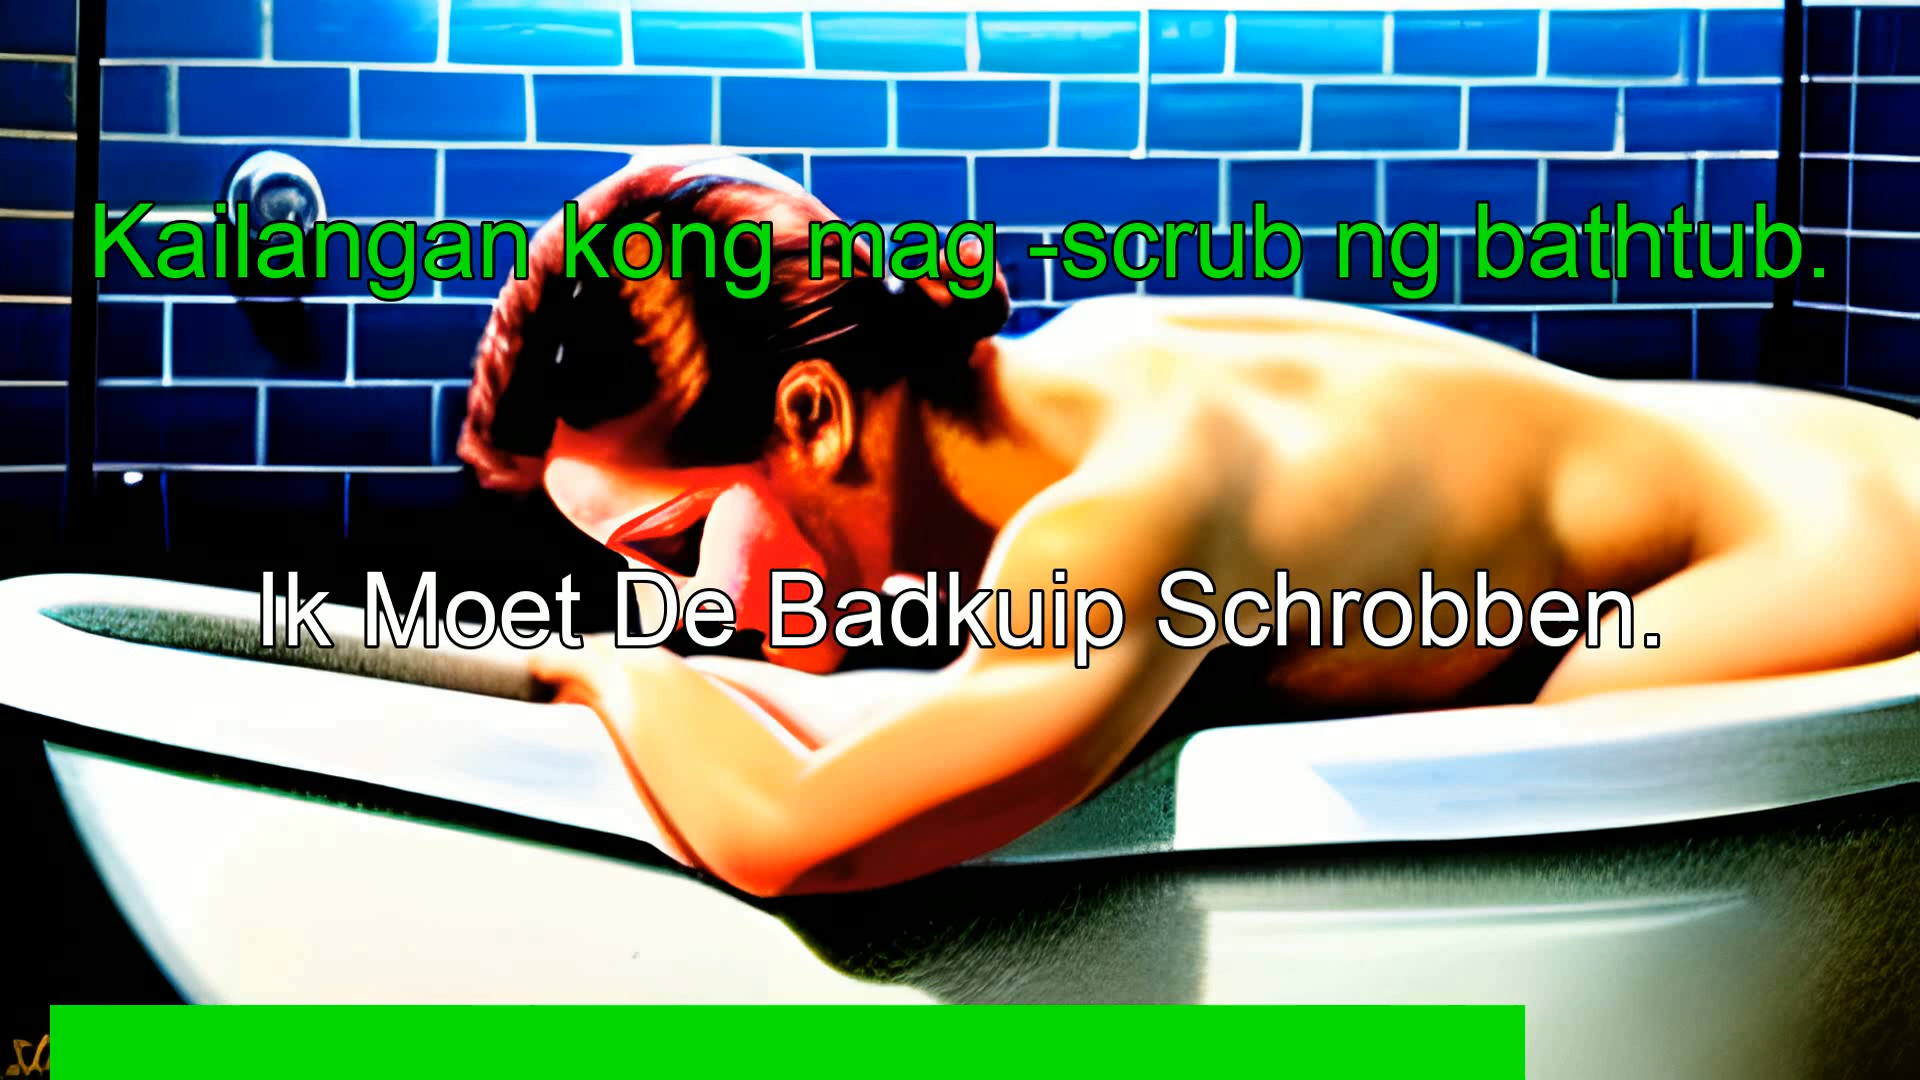 Kailangan kong mag -scrub ng bathtub.
Ik Moet De Badkuip Schrobben.